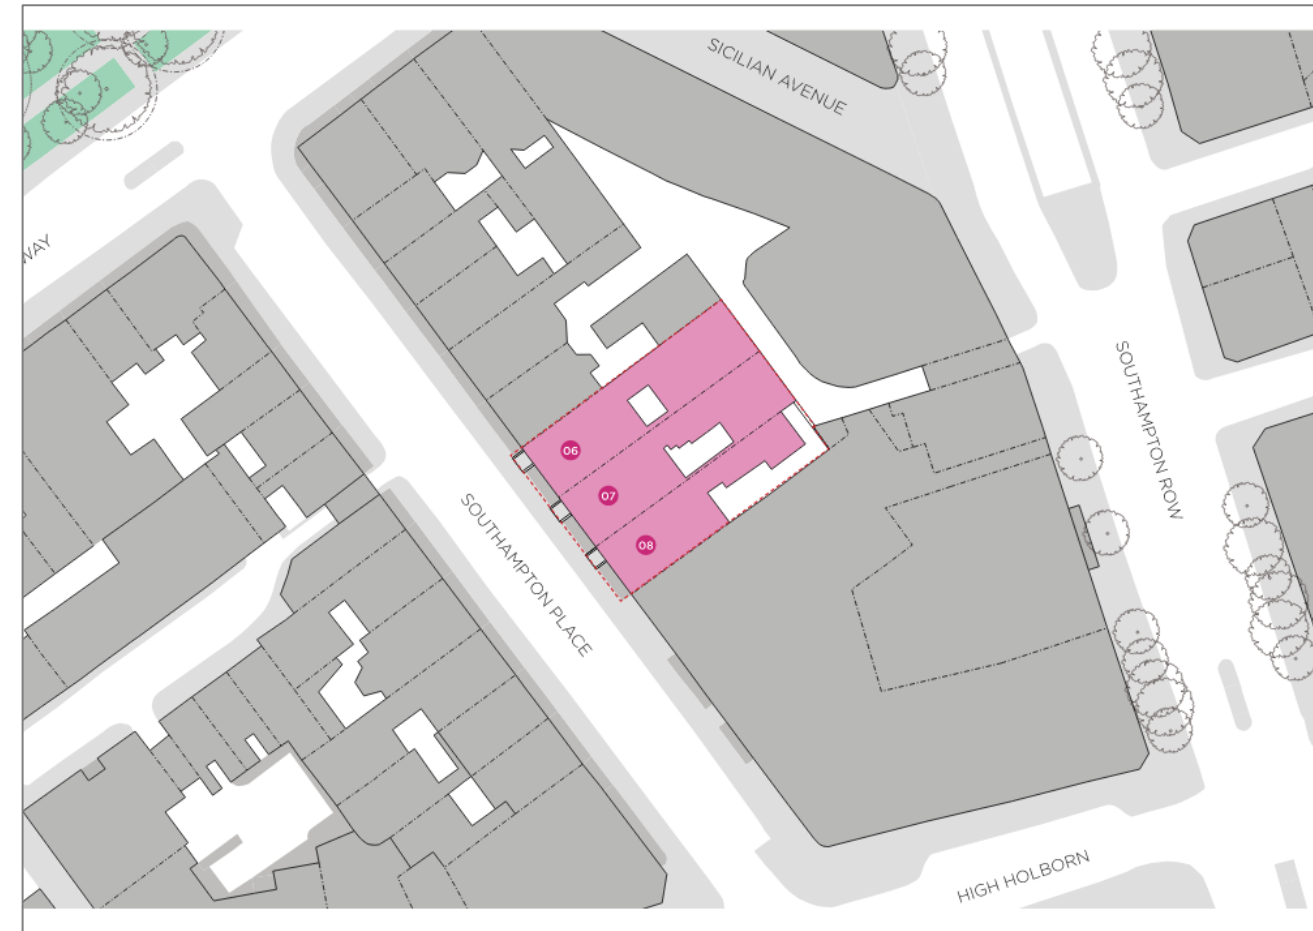 SICILIAN AVENUE
WAY
SOUTHAMPTON ROW
06
07
08
SOUTHAMPTON PLACE
HIGH HOLBORN